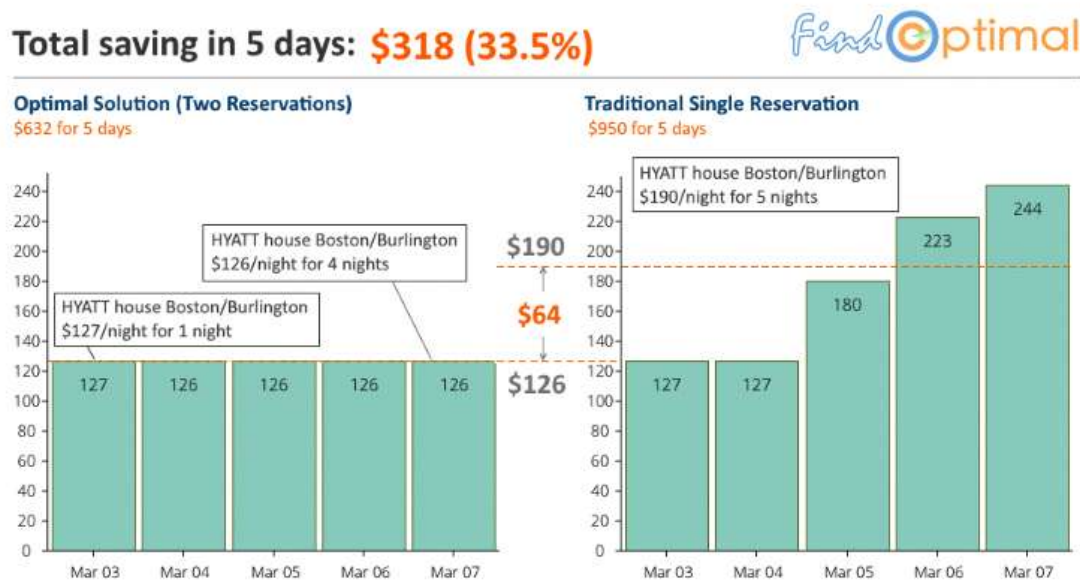 Total saving in 5 days: $318 (33.5%)
Find Optimal
Optimal Solution (Two Reservations)
$632 for 5 days
240
220
200
180
160
140
120
100
80
60
40
20
0
HYATT house Boston/Burlington
$126/night for 4 nights
HYATT house Boston/Burlington
$127/night for 1 night
127
126
126
126
126
Mar 03
Mar 04
Mar 05
Mar 06
Mar 07
$190
$64
$126
Traditional Single Reservation
$950 for 5 days
HYATT house Boston/Burlington
$190/night for 5 nights
240
220
200
180
160
140
120
100
80
60
40
20
0
127
127
180
223
244
Mar 03
Mar 04
Mar 05
Mar 06
Mar 07